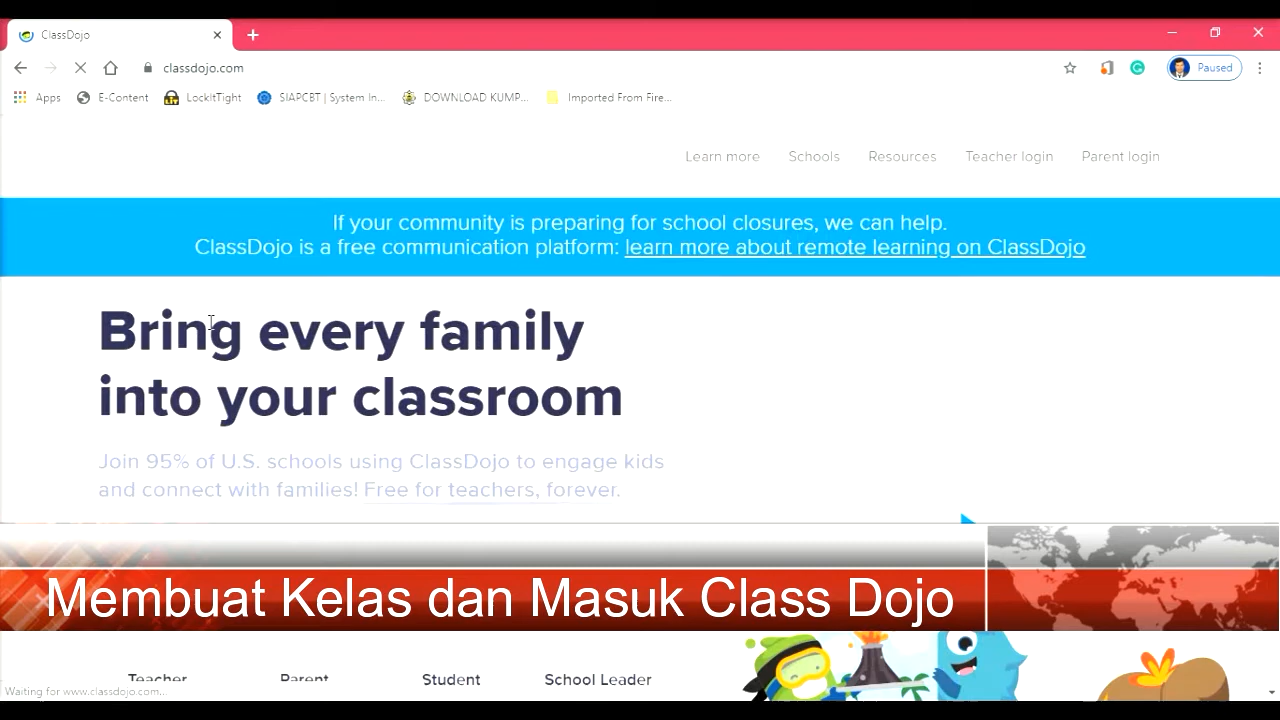 ClassDojo
classdojo.com
Paused
Apps
E-Content
LockItTight
SIAPCBT | System In...
DOWNLOAD KUMP...
Imported From Fire...
Learn more
Schools
Resources
Teacher login
Parent login
If your community is preparing for school closures, we can help.
ClassDojo is a free communication platform: learn more about remote learning on ClassDojo
Bring every family
into your classroom
Join 95% of U.S. schools using ClassDojo to engage kids
and connect with families! Free for teachers, forever.
Membuat Kelas dan Masuk Class Dojo
Teacher
Parent
Student
School Leader
Waiting for www.classdojo.com...